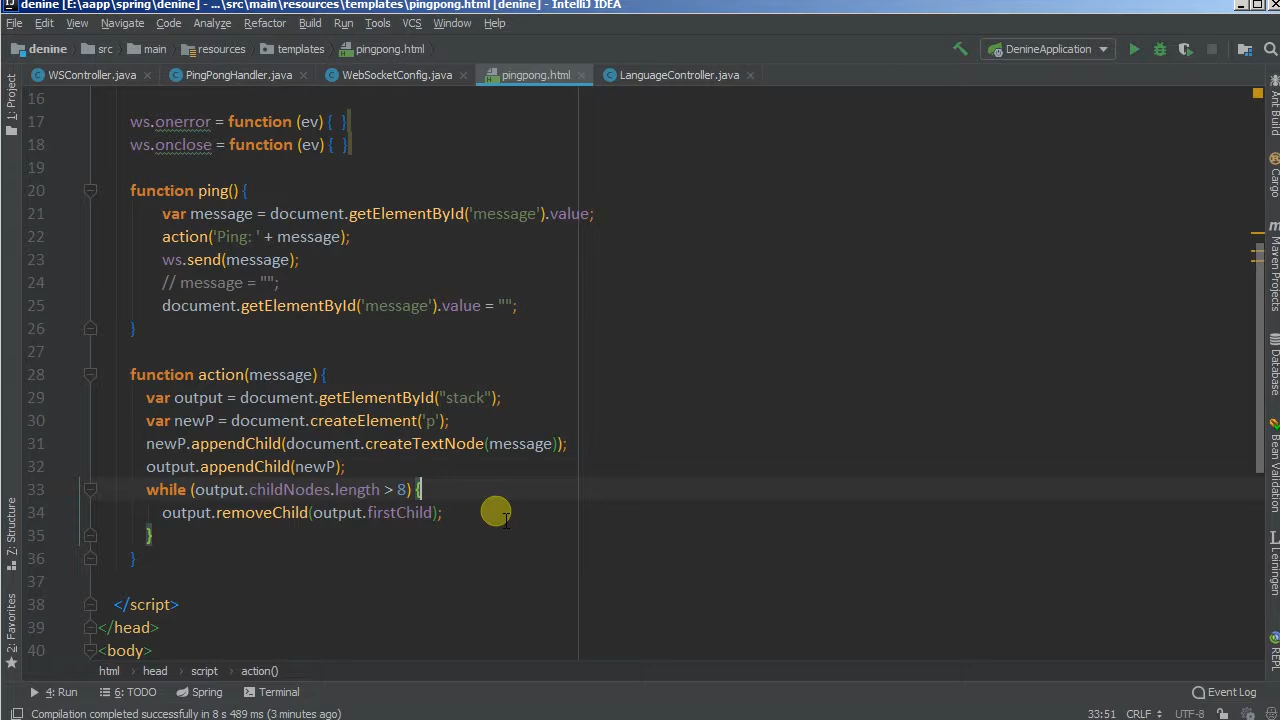 denine [E:\aapp\spring\denine] - ...\src\main\resources\templates\pingpong.html [denine] - IntelliJ IDEA
File Edit View Navigate Code Analyze Refactor Build Run Tools VCS Window Help
denine src main resources templates pingpong.html DenineApplication
WSController.java PingPongHandler.java WebSocketConfig.java pingpong.html LanguageController.java
16
17 ws.onerror = function (ev) { }
18 ws.onclose = function (ev) { }
19
20 function ping() {
21 var message = document.getElementById('message').value;
22 action('Ping: ' + message);
23 ws.send(message);
24 // message = "";
25 document.getElementById('message').value = "";
26 }
27
28 function action(message) {
29 var output = document.getElementById("stack");
30 var newP = document.createElement('p');
31 newP.appendChild(document.createTextNode(message));
32 output.appendChild(newP);
33 while (output.childNodes.length > 8) {
34 output.removeChild(output.firstChild);
35 }
36 }
37
38 </script>
39 </head>
40 <body>
html head script action()
1: Project
Z: Structure
2: Favorites
Ant Build
Cargo
Maven Projects
Database
Bean Validation
Leiningen
REPL
4: Run 6: TODO Spring Terminal Event Log
Compilation completed successfully in 8 s 489 ms (3 minutes ago) 33:51 CRLF UTF-8